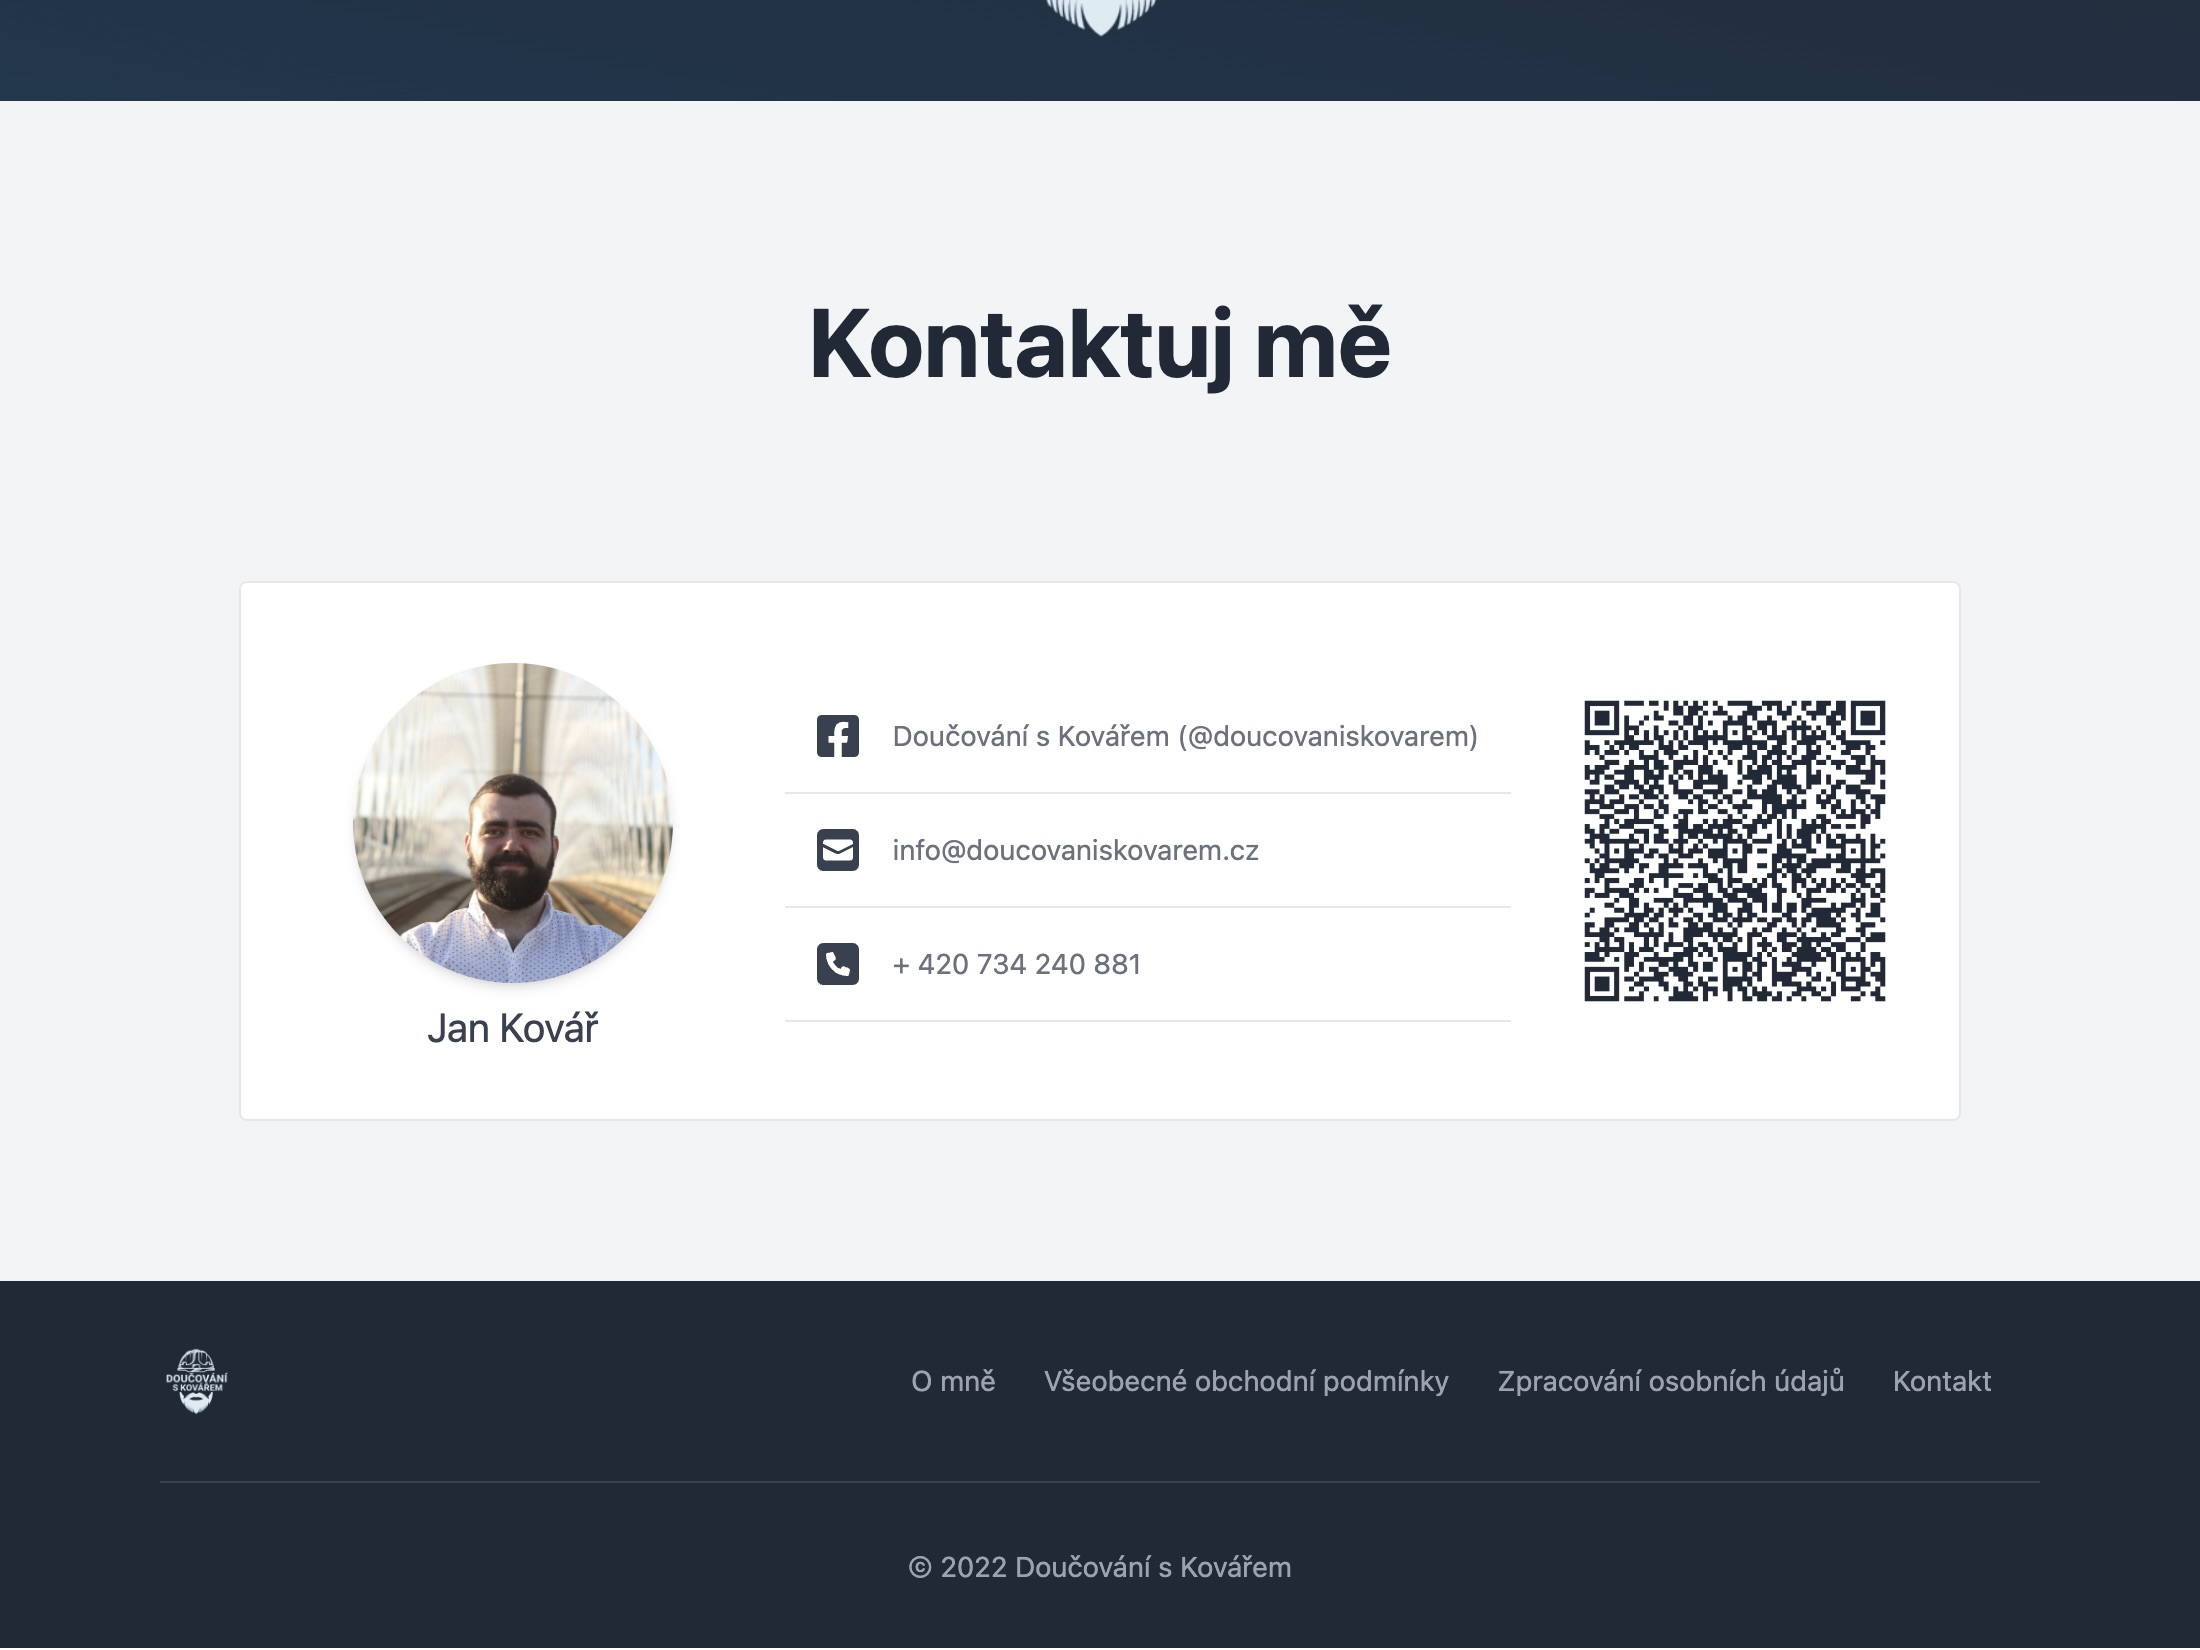 Kontaktuj mě
Doučování s Kovářem (@doucovaniskovarem)
info@doucovaniskovarem.cz
+ 420 734 240 881
Jan Kovář
DOUČOVÁNÍ
S KOVÁŘEM
O mně Všeobecné obchodní podmínky Zpracování osobních údajů Kontakt
© 2022 Doučování s Kovářem